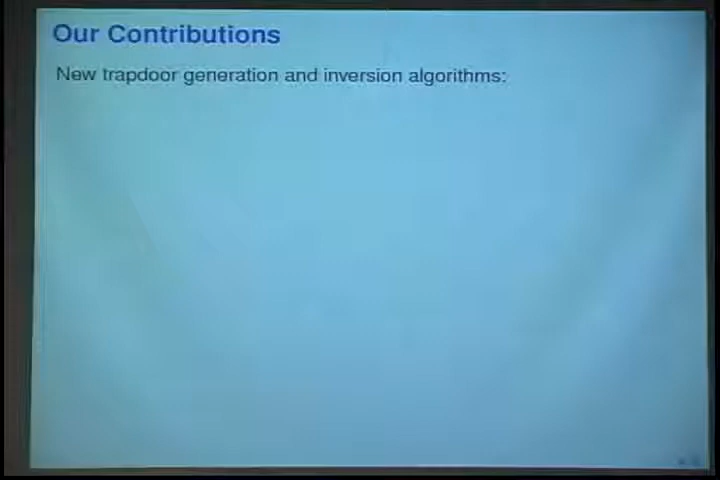 Our Contributions
New trapdoor generation and inversion algorithms: